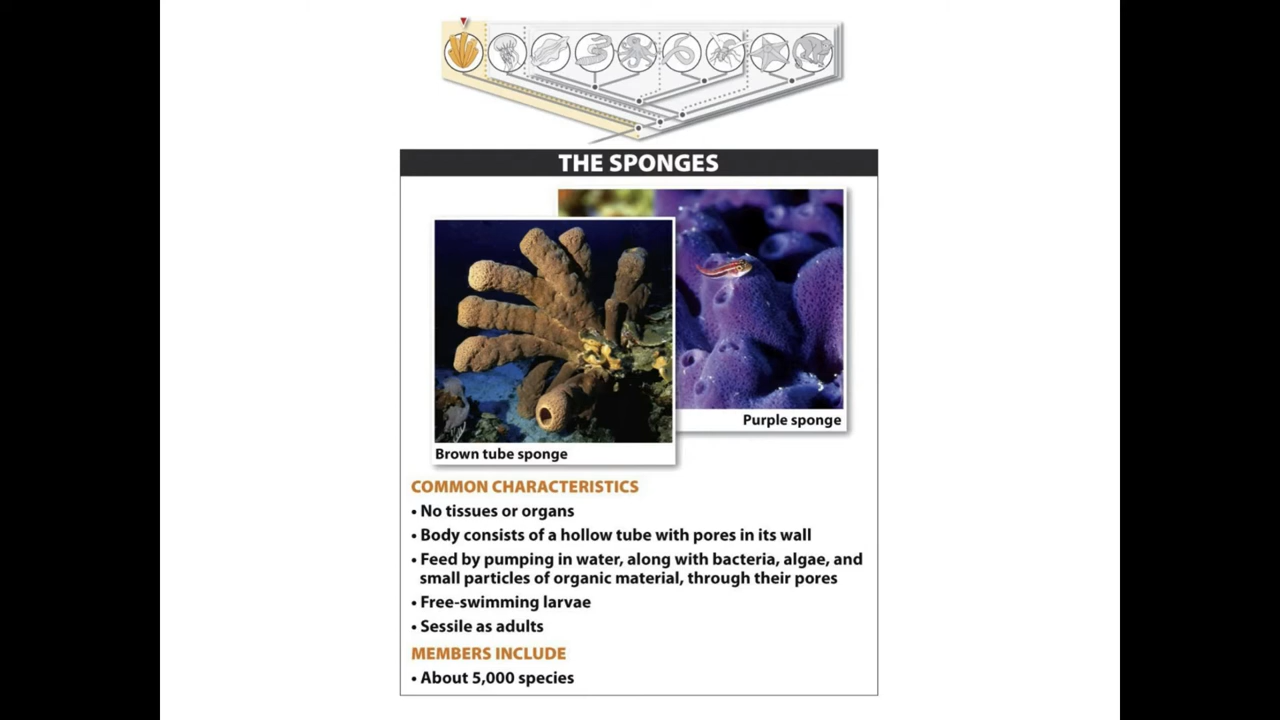 THE SPONGES
Purple sponge
Brown tube sponge
COMMON CHARACTERISTICS
• No tissues or organs
• Body consists of a hollow tube with pores in its wall
• Feed by pumping in water, along with bacteria, algae, and
small particles of organic material, through their pores
• Free-swimming larvae
• Sessile as adults
MEMBERS INCLUDE
• About 5,000 species